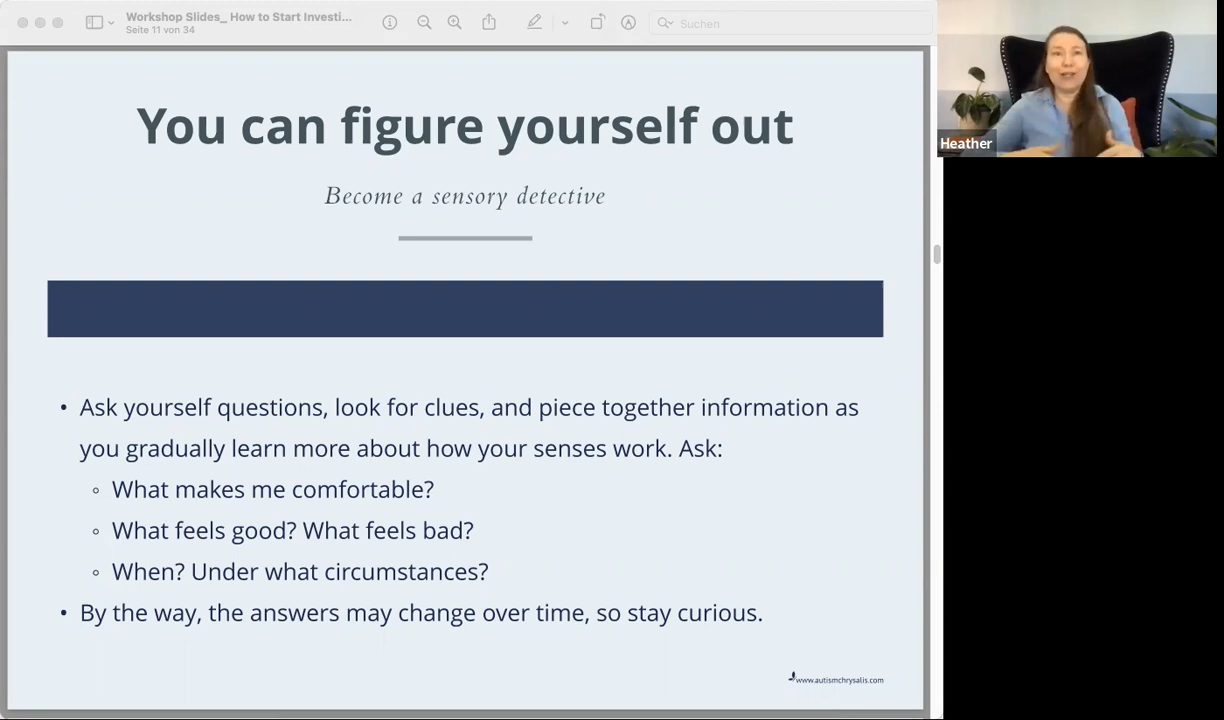 Workshop Slides_ How to Start Investi...
Seite 11 von 34
Suchen
Heather
You can figure yourself out
Become a sensory detective
• Ask yourself questions, look for clues, and piece together information as
you gradually learn more about how your senses work. Ask:
◦ What makes me comfortable?
◦ What feels good? What feels bad?
◦ When? Under what circumstances?
• By the way, the answers may change over time, so stay curious.
www.autismchrysalis.com